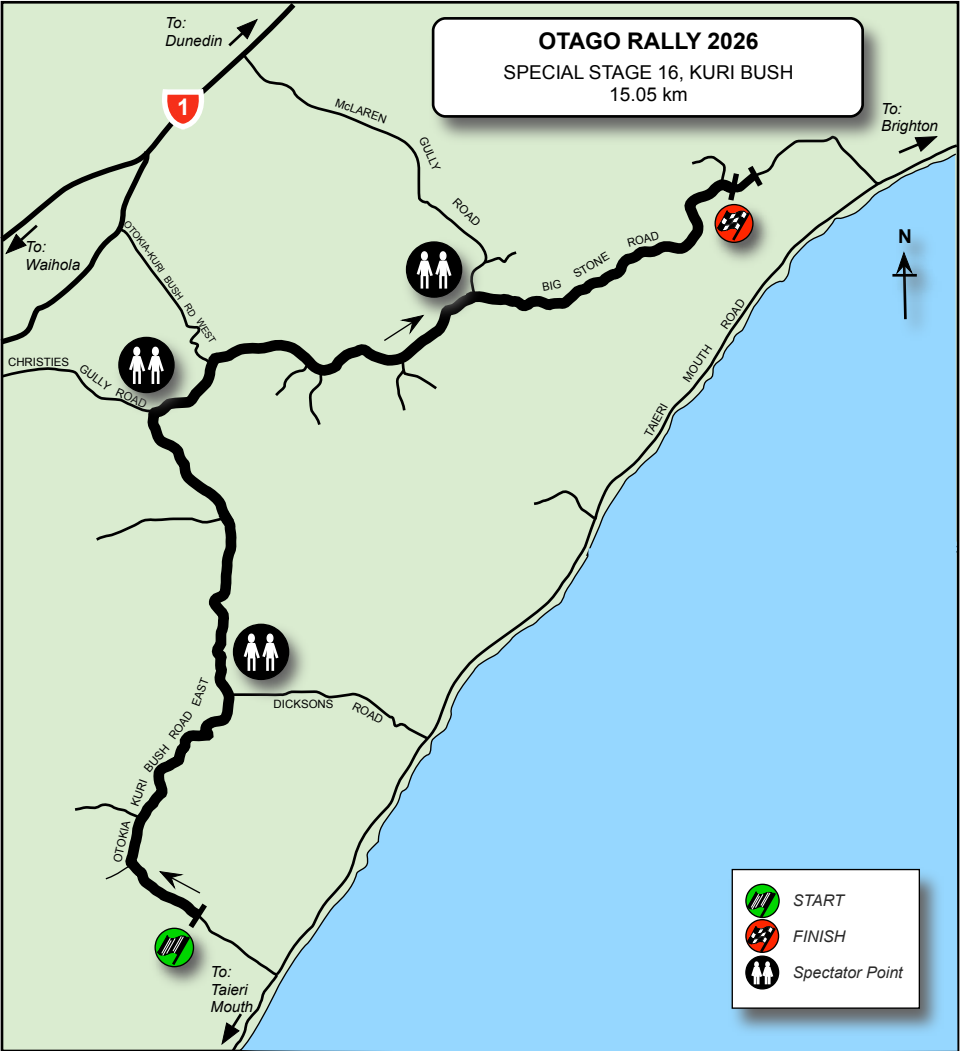 OTAGO RALLY 2026
SPECIAL STAGE 16, KURI BUSH
15.05 km
To:
Dunedin
1
McLAREN
GULLY
ROAD
To:
Brighton
To:
Waihola
OTOKIA-KURI BUSH RD WEST
BIG STONE ROAD
N
CHRISTIES
GULLY ROAD
TAIERI MOUTH ROAD
DICKSONS ROAD
OTOKIA KURI BUSH ROAD EAST
To:
Taieri
Mouth
START
FINISH
Spectator Point